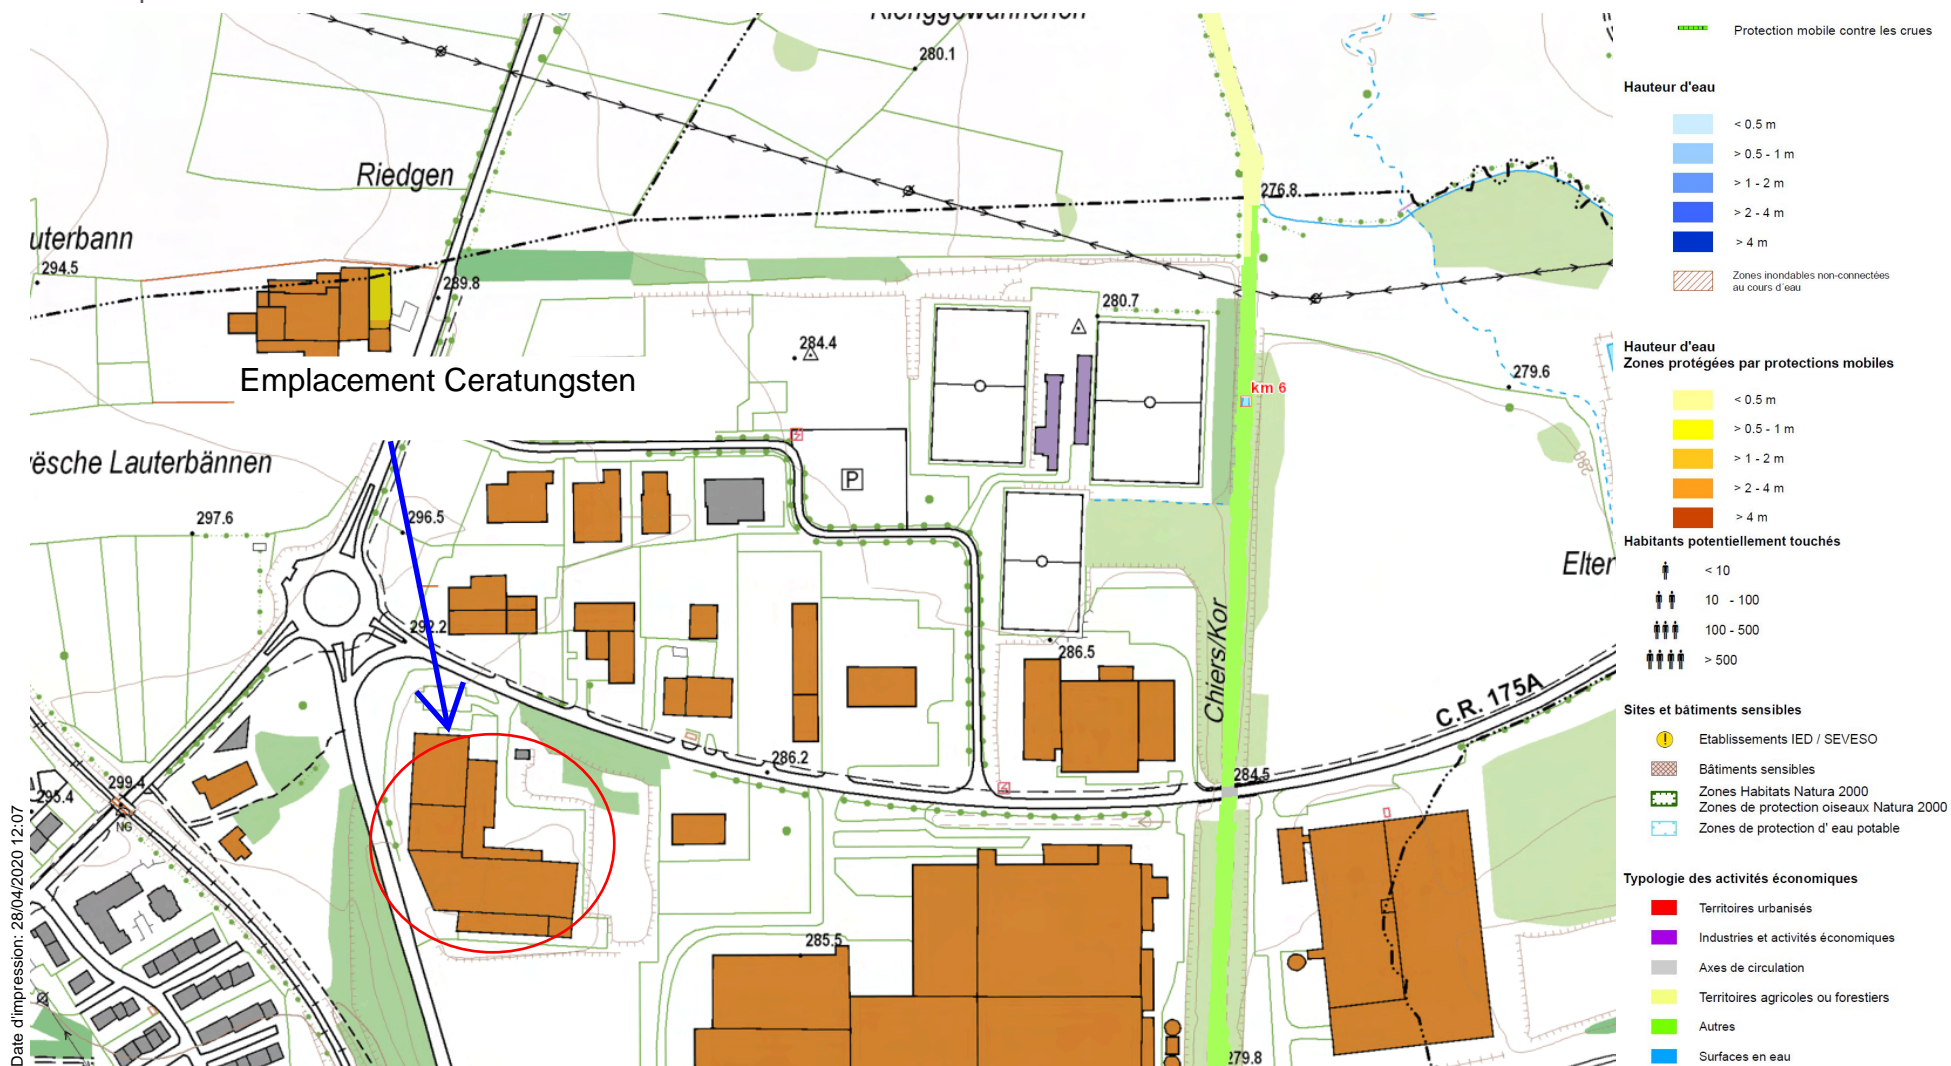 280.1
Riedgen
276.8
uterbann
294.5
289.8
280.7
284.4
Emplacement Ceratungsten
279.6
km 6
ësche Lauterbännen
P
280
297.6
296.5
Elter
292.2
286.5
Chiers/Kor
C.R. 175A
286.2
284.5
299.4
295.4
NG
285.5
279.8
Date d'impression: 28/04/2020 12:07
Protection mobile contre les crues
Hauteur d'eau
< 0.5 m
> 0.5 - 1 m
> 1 - 2 m
> 2 - 4 m
> 4 m
Zones inondables non-connectées
au cours d'eau
Hauteur d'eau
Zones protégées par protections mobiles
< 0.5 m
> 0.5 - 1 m
> 1 - 2 m
> 2 - 4 m
> 4 m
Habitants potentiellement touchés
< 10
10 - 100
100 - 500
> 500
Sites et bâtiments sensibles
Etablissements IED / SEVESO
Bâtiments sensibles
Zones Habitats Natura 2000
Zones de protection oiseaux Natura 2000
Zones de protection d' eau potable
Typologie des activités économiques
Territoires urbanisés
Industries et activités économiques
Axes de circulation
Territoires agricoles ou forestiers
Autres
Surfaces en eau